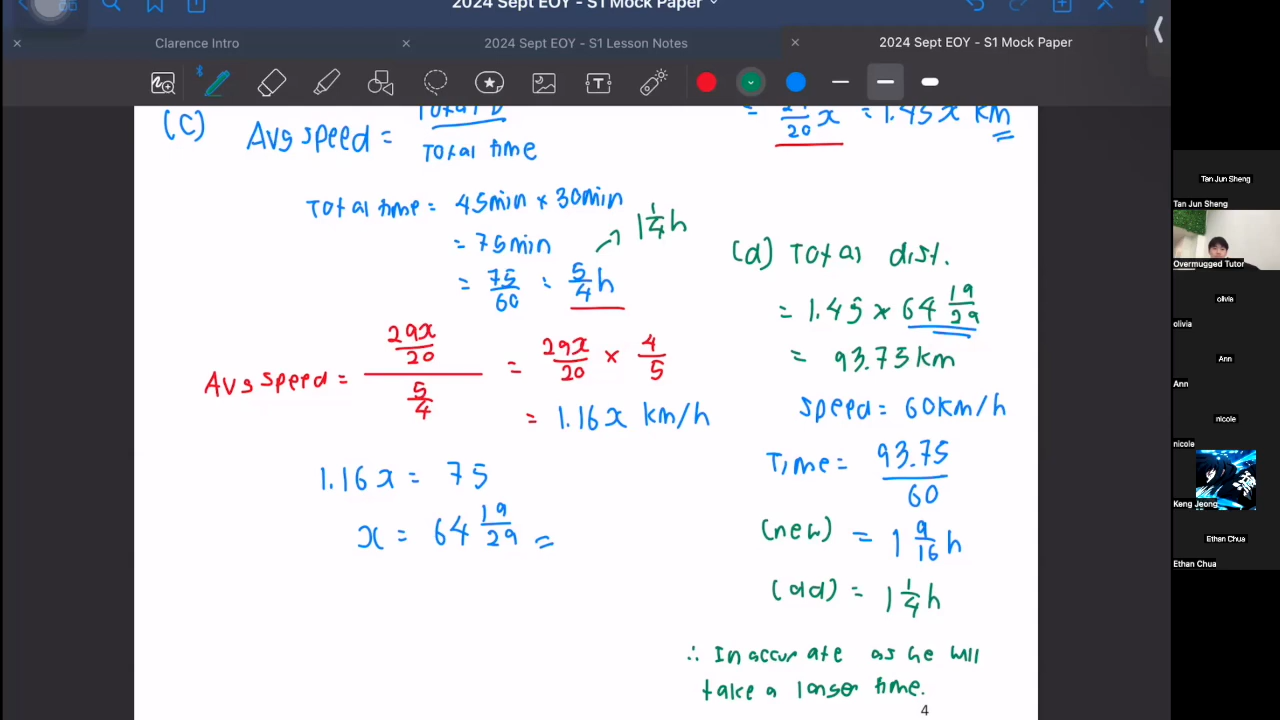 2024 Sept EOY - S1 Mock Paper
Clarence Intro
2024 Sept EOY - S1 Lesson Notes
2024 Sept EOY - S1 Mock Paper
(c) Avg speed = Total D / Total time
Total time = 45min x 30min
= 75min
= 75/60 = 5/4 h
1 1/4 h
Avg speed = (29x/20) / (5/4) = 29x/20 x 4/5
= 1.16x km/h
1.16x = 75
x = 64 19/29 =
= 29/20 x = 1.45x km
(d) Total dist.
= 1.45 x 64 19/29
= 93.75km
speed = 60km/h
Time = 93.75/60
(new) = 1 9/16 h
(old) = 1 1/4 h
∴ Inaccurate as he will
take a longer time.
4
Tan Jun Sheng
Tan Jun Sheng
Overmugged Tutor
olivia
olivia
Ann
Ann
nicole
nicole
Keng Jeong
Ethan Chua
Ethan Chua